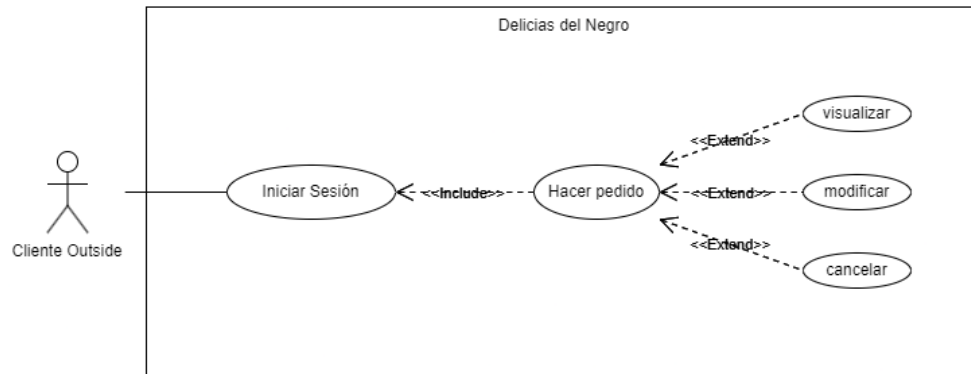 Delicias del Negro
visualizar
<<Extend>>
Iniciar Sesión
<<Include>>
Hacer pedido
<<Extend>>
modificar
Cliente Outside
<<Extend>>
cancelar